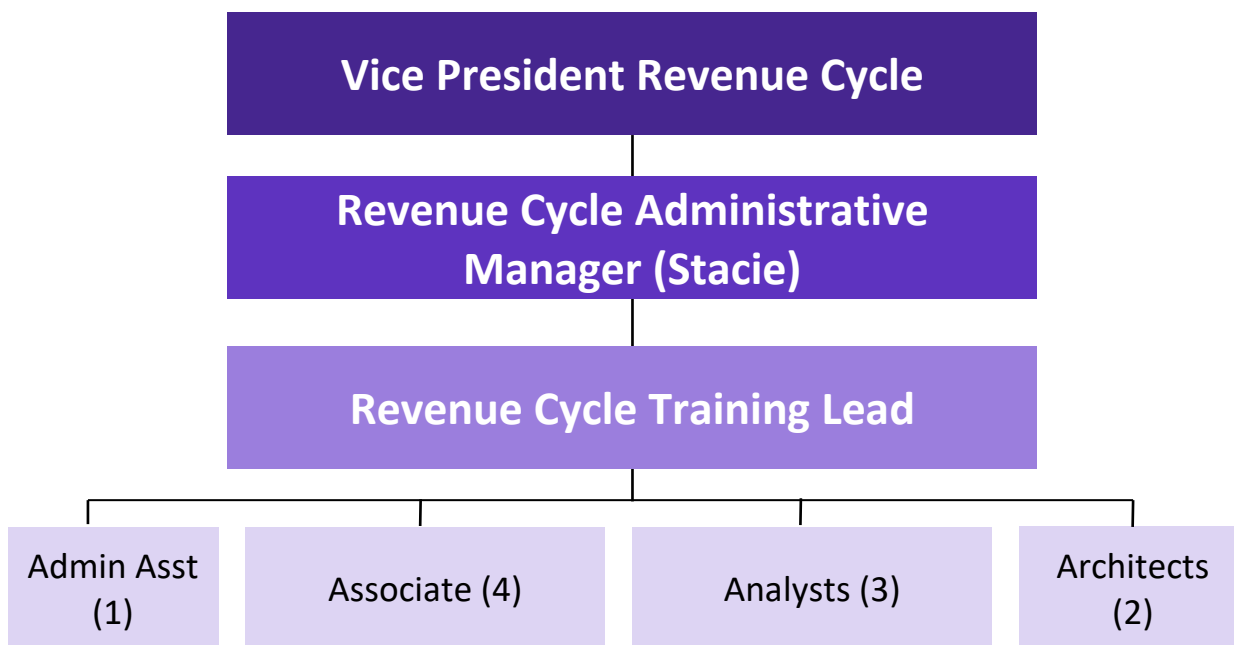 Vice President Revenue Cycle
Revenue Cycle Administrative
Manager (Stacie)
Revenue Cycle Training Lead
Admin Asst
(1)
Associate (4)
Analysts (3)
Architects
(2)